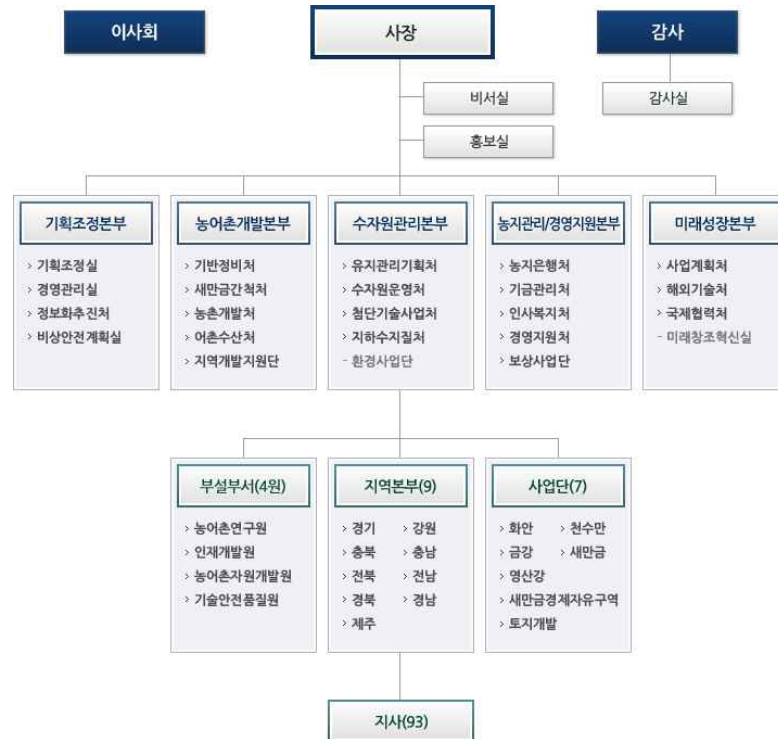 이사회
사장
감사
비서실
감사실
홍보실
기획조정본부
› 기획조정실
› 경영관리실
› 정보화추진처
› 비상안전계획실
농어촌개발본부
› 기반정비처
› 새만금간척처
› 농촌개발처
› 어촌수산처
› 지역개발지원단
수자원관리본부
› 유지관리기획처
› 수자원운영처
› 첨단기술사업처
› 지하수지질처
- 환경사업단
농지관리/경영지원본부
› 농지은행처
› 기금관리처
› 인사복지처
› 경영지원처
› 보상사업단
미래성장본부
› 사업계획처
› 해외기술처
› 국제협력처
- 미래창조혁신실
부설부서(4원)
› 농어촌연구원
› 인재개발원
› 농어촌자원개발원
› 기술안전품질원
지역본부(9)
› 경기 › 강원
› 충북 › 충남
› 전북 › 전남
› 경북 › 경남
› 제주
사업단(7)
› 화안 › 천수만
› 금강 › 새만금
› 영산강
› 새만금경제자유구역
› 토지개발
지사(93)